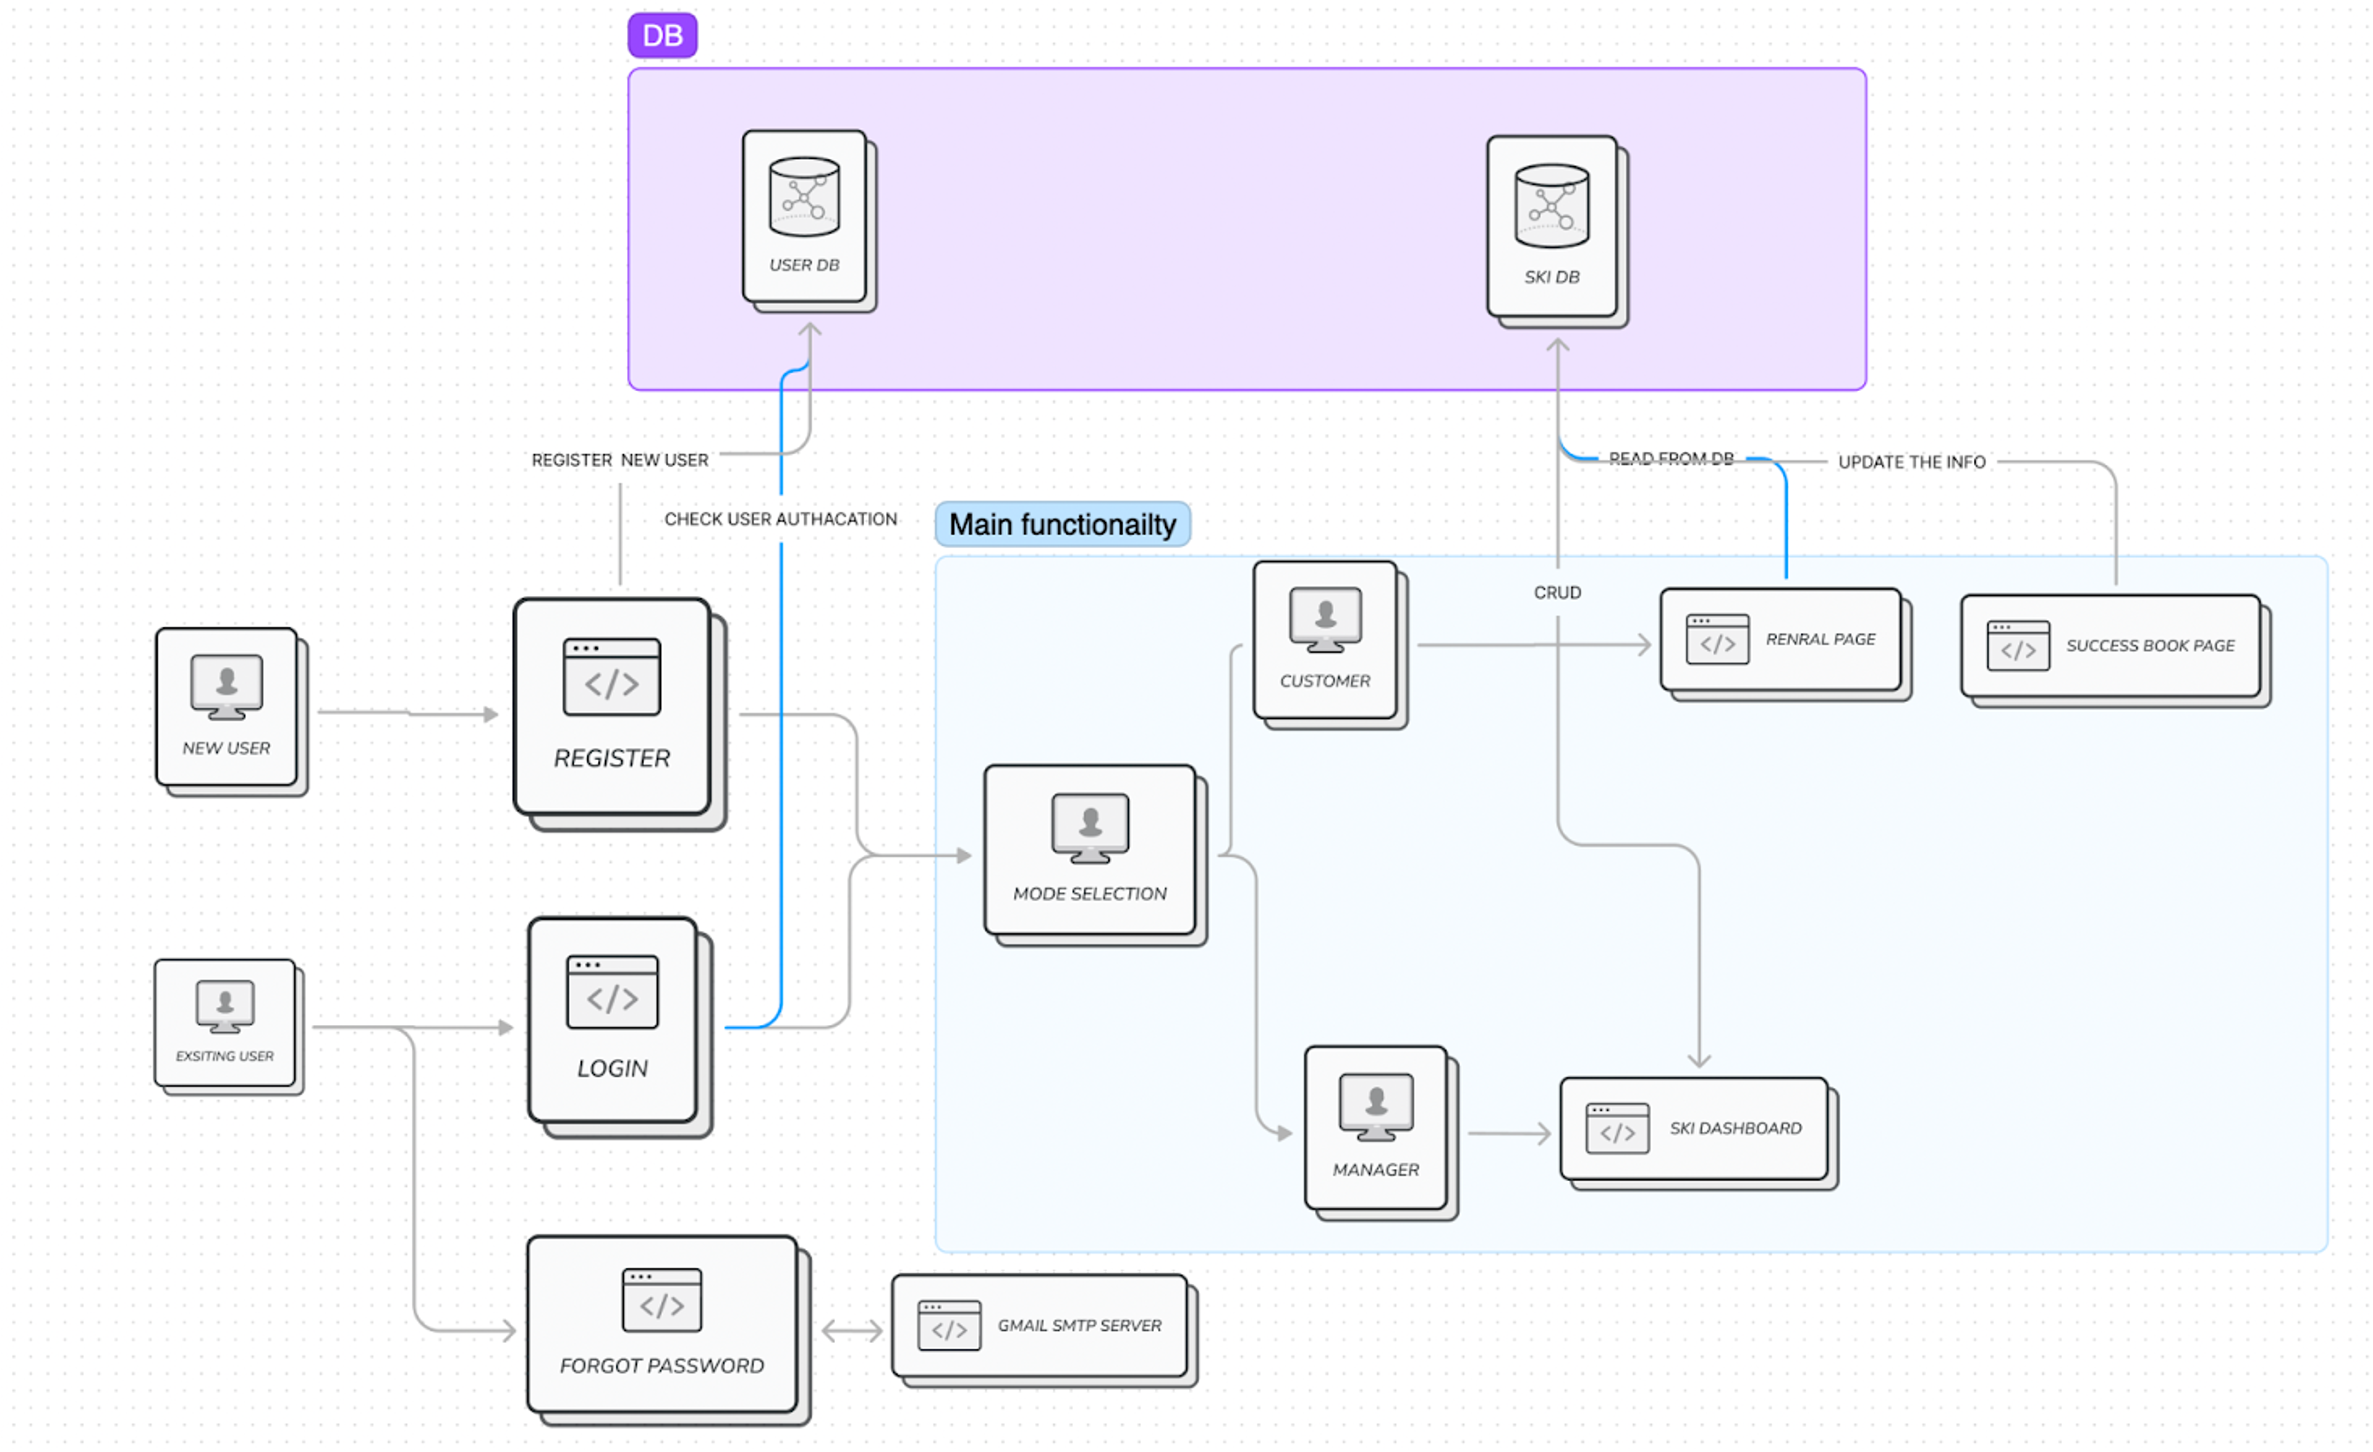 DB
USER DB
SKI DB
REGISTER NEW USER
READ FROM DB
UPDATE THE INFO
CHECK USER AUTHACATION
Main functionailty
CRUD
CUSTOMER
RENRAL PAGE
SUCCESS BOOK PAGE
NEW USER
REGISTER
MODE SELECTION
EXSITING USER
LOGIN
MANAGER
SKI DASHBOARD
FORGOT PASSWORD
GMAIL SMTP SERVER